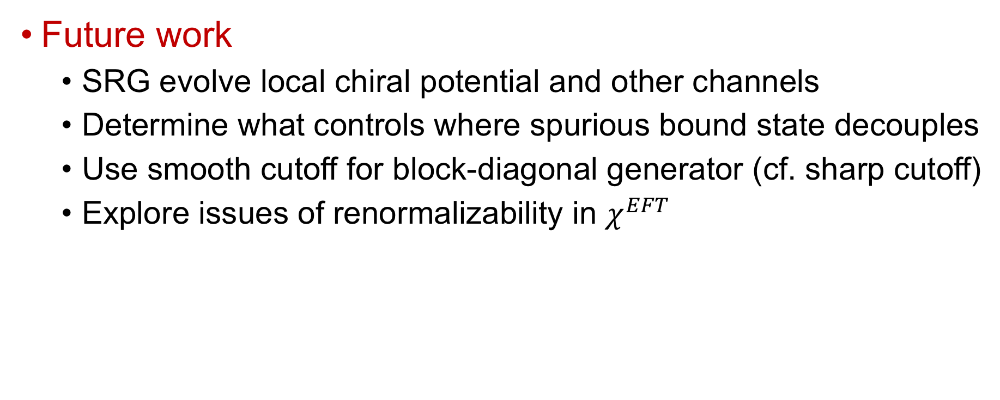 • Future work
• SRG evolve local chiral potential and other channels
• Determine what controls where spurious bound state decouples
• Use smooth cutoff for block-diagonal generator (cf. sharp cutoff)
• Explore issues of renormalizability in χ^{EFT}